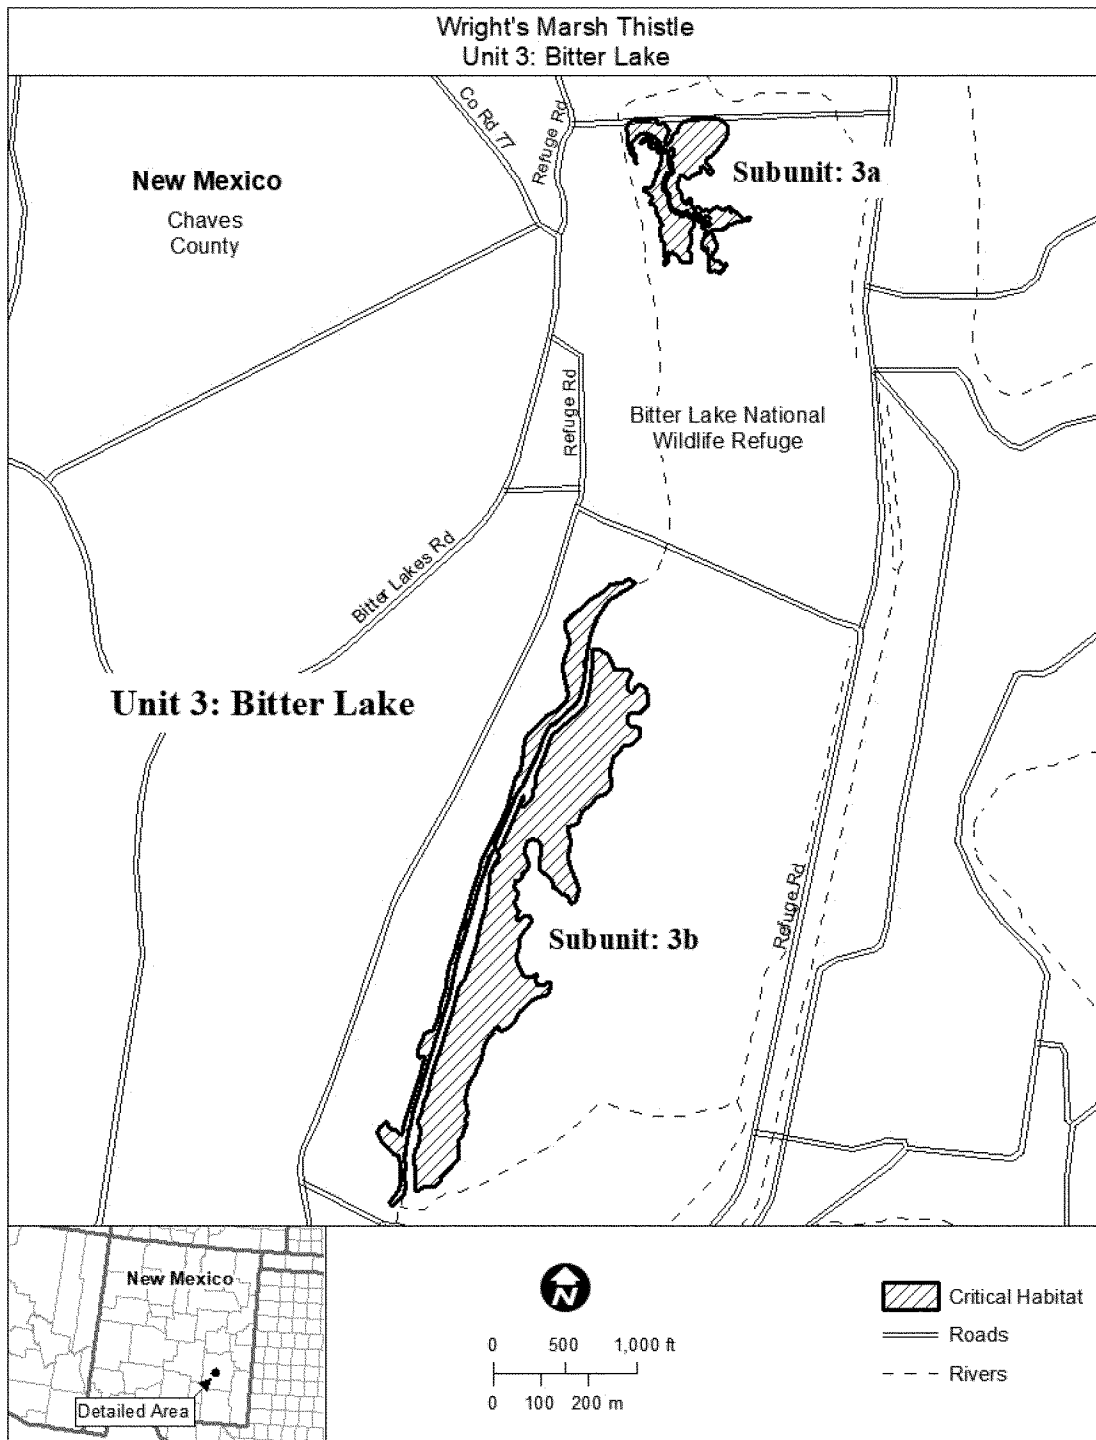 Wright's Marsh Thistle
Unit 3: Bitter Lake
Co Rd 77
Refuge Rd
New Mexico
Chaves
County
Subunit: 3a
Refuge Rd
Bitter Lake National
Wildlife Refuge
Bitter Lakes Rd
Unit 3: Bitter Lake
Refuge Rd
Subunit: 3b
New Mexico
Detailed Area
N
0 500 1,000 ft
0 100 200 m
Critical Habitat
Roads
Rivers